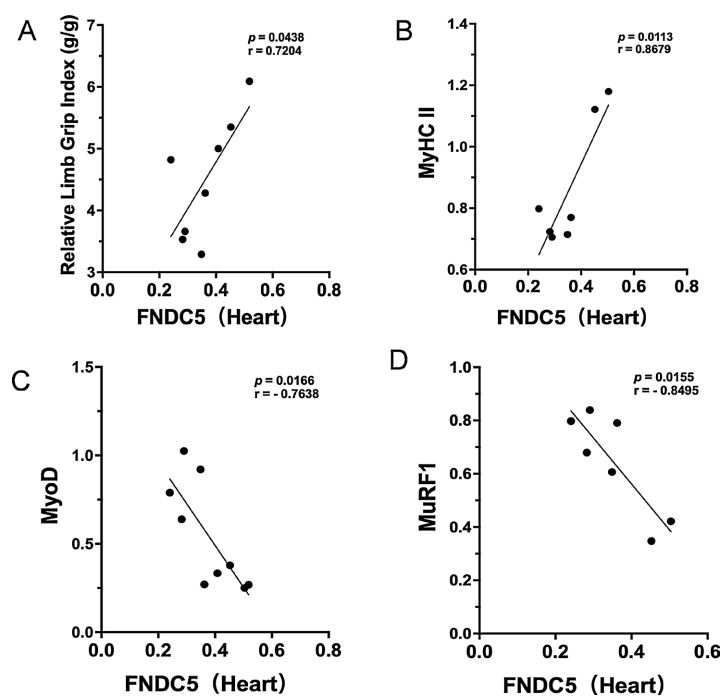 A
p = 0.0438
r = 0.7204
Relative Limb Grip Index (g/g)
7
6
5
4
3
0.0 0.2 0.4 0.6 0.8
FNDC5 (Heart)
B
p = 0.0113
r = 0.8679
MyHC II
1.4
1.2
1.0
0.8
0.6
0.0 0.2 0.4 0.6 0.8
FNDC5 (Heart)
C
p = 0.0166
r = - 0.7638
MyoD
1.5
1.0
0.5
0.0
0.0 0.2 0.4 0.6 0.8
FNDC5 (Heart)
D
p = 0.0155
r = - 0.8495
MuRF1
1.0
0.8
0.6
0.4
0.2
0.0
0.0 0.2 0.4 0.6
FNDC5 (Heart)